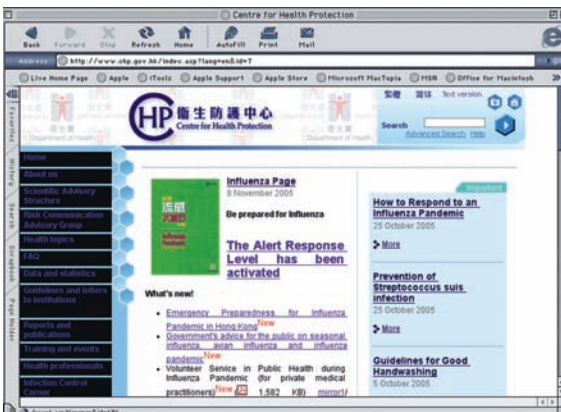 Centre for Health Protection
Back Forward Stop Refresh Home AutoFill Print Mail
Address http://www.chp.gov.hk/index.asp?lang=en&id=7
Live Home Page Apple iTools Apple Support Apple Store Microsoft MacTopia MSN Office for Macintosh
Favorites
History
Search
Scrapbook
Page Holder
衞生防護中心
CHP Centre for Health Protection
繁體 简体 Text version
Search
Advanced Search Help
Home
About us
Scientific Advisory
Structure
Risk Communication
Advisory Group
Health topics
FAQ
Data and statistics
Guidelines and letters
to institutions
Reports and
publications
Training and events
Health professionals
Infection Control
Corner
Influenza Page
8 November 2005
Be prepared for Influenza
The Alert Response
Level has been
activated
What's new!
Emergency Preparedness for Influenza
Pandemic in Hong Kong New
Government's advice for the public on seasonal
influenza, avian influenza and influenza
pandemic New
Volunteer Service in Public Health during
Influenza Pandemic (for private medical
practitioners) New ( 1,582 KB) mirror1/
Important
How to Respond to an
Influenza Pandemic
25 October 2005
More
Prevention of
Streptococcus suis
infection
25 October 2005
More
Guidelines for Good
Handwashing
5 October 2005